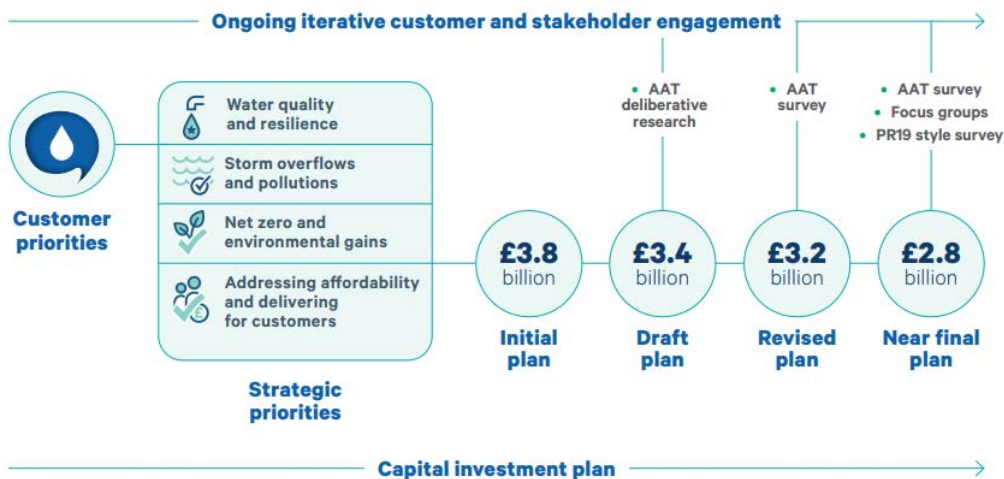 Ongoing iterative customer and stakeholder engagement
• AAT
deliberative
research
• AAT
survey
• AAT survey
• Focus groups
• PR19 style survey
Customer
priorities
Water quality
and resilience
Storm overflows
and pollutions
Net zero and
environmental gains
Addressing affordability
and delivering
for customers
£
Strategic
priorities
£3.8
billion
Initial
plan
£3.4
billion
Draft
plan
£3.2
billion
Revised
plan
£2.8
billion
Near final
plan
Capital investment plan